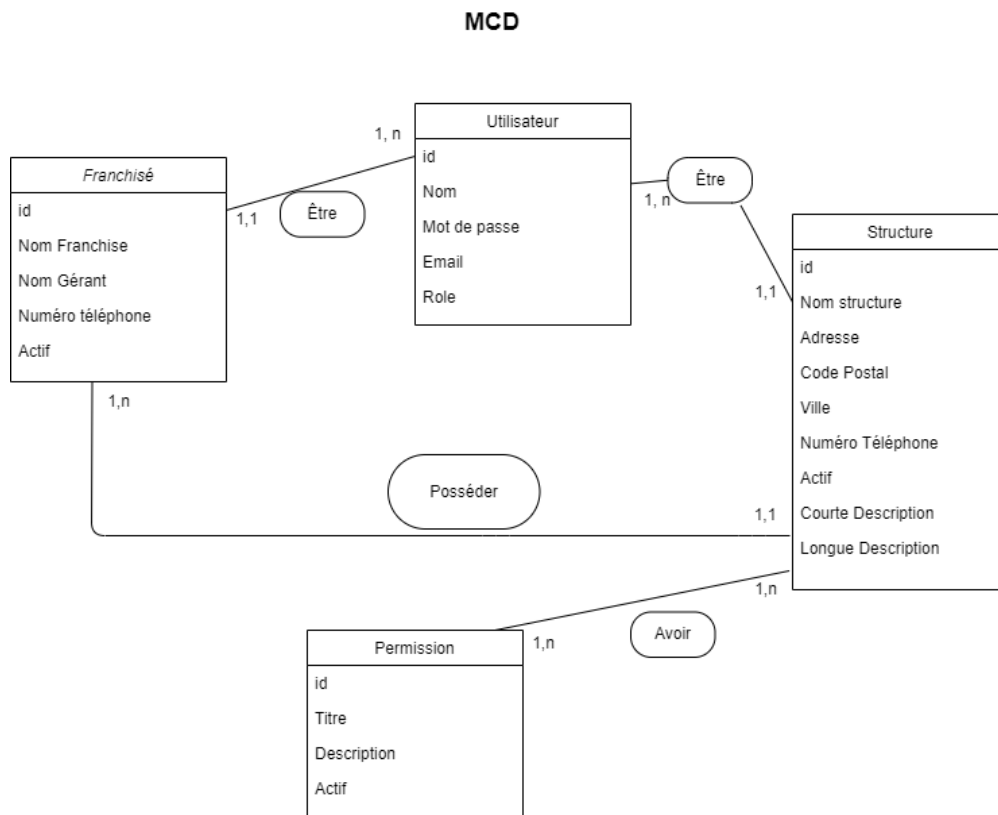 MCD
Utilisateur
id
Nom
Mot de passe
Email
Role
1, n
1, n
Franchisé
id
Nom Franchise
Nom Gérant
Numéro téléphone
Actif
1,1
1,n
Être
Être
Structure
id
Nom structure
Adresse
Code Postal
Ville
Numéro Téléphone
Actif
Courte Description
Longue Description
1,1
Posséder
1,1
1,n
Avoir
1,n
Permission
id
Titre
Description
Actif